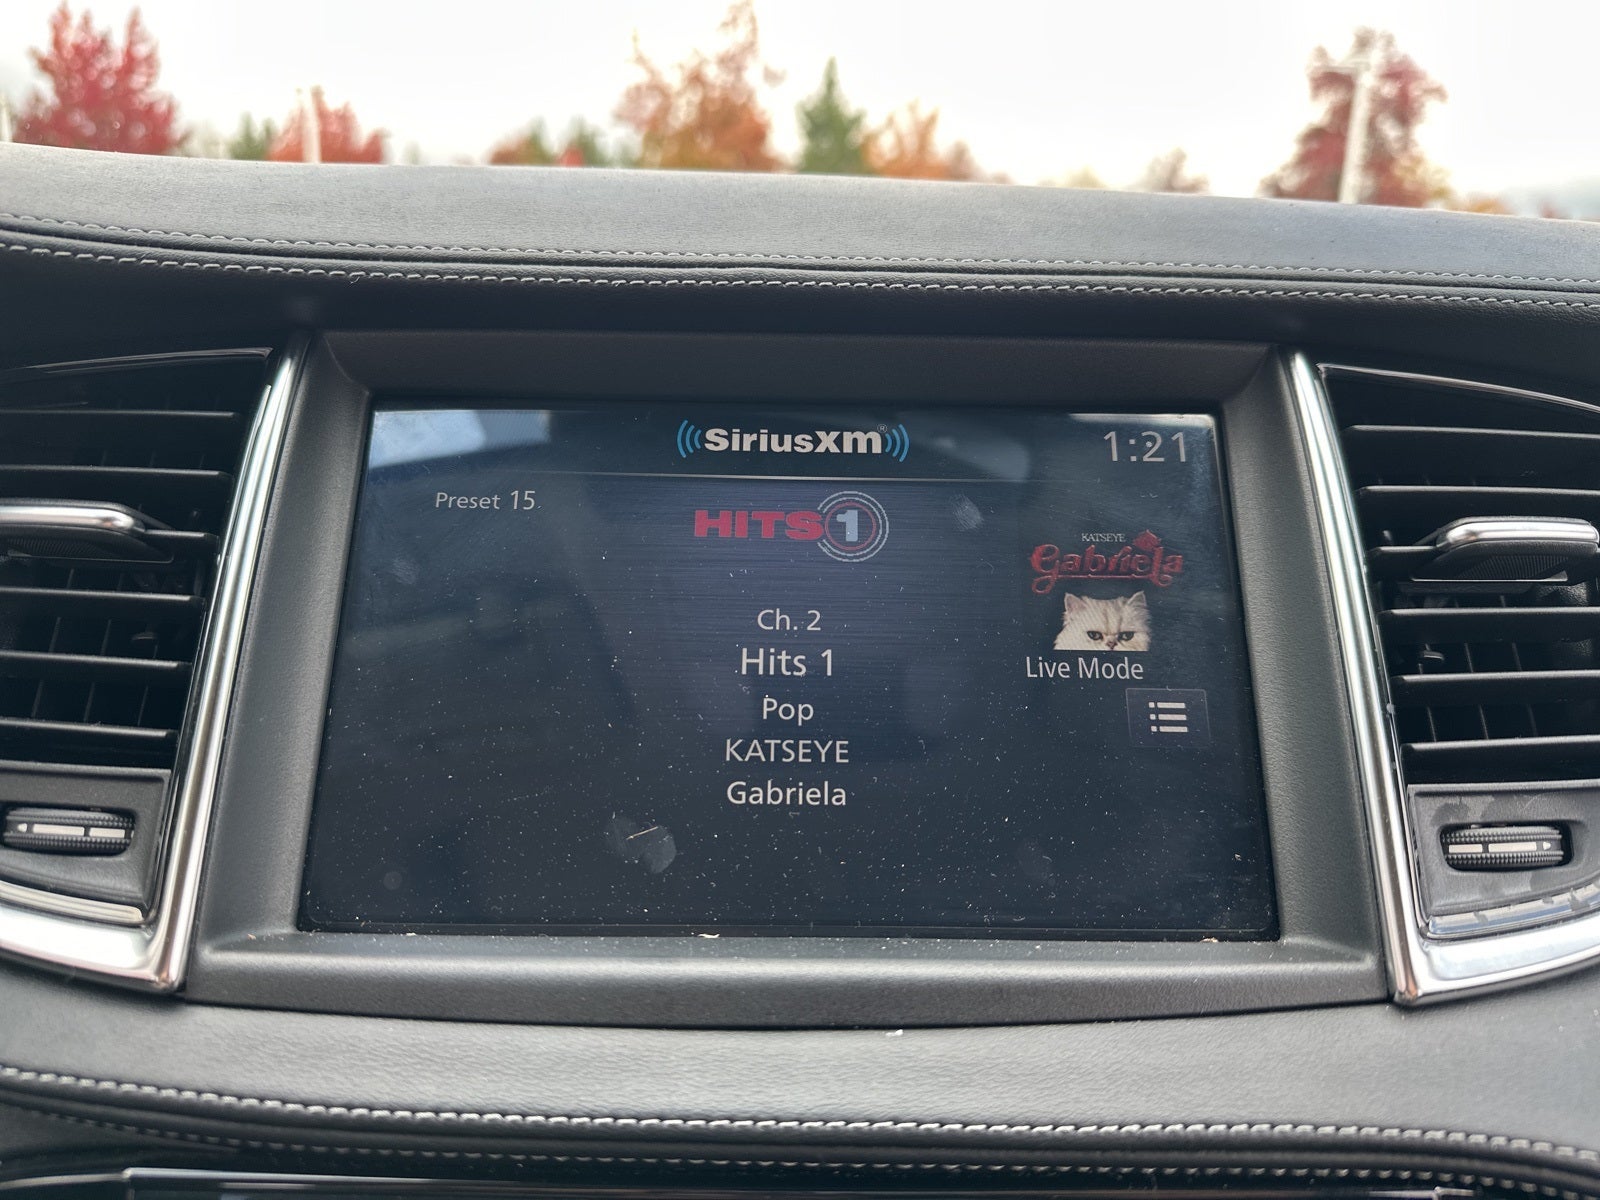 SiriusXM®
1:21
Preset 15
HITS 1
KATSEYE
Gabriela
Ch. 2
Hits 1
Live Mode
Pop
KATSEYE
Gabriela